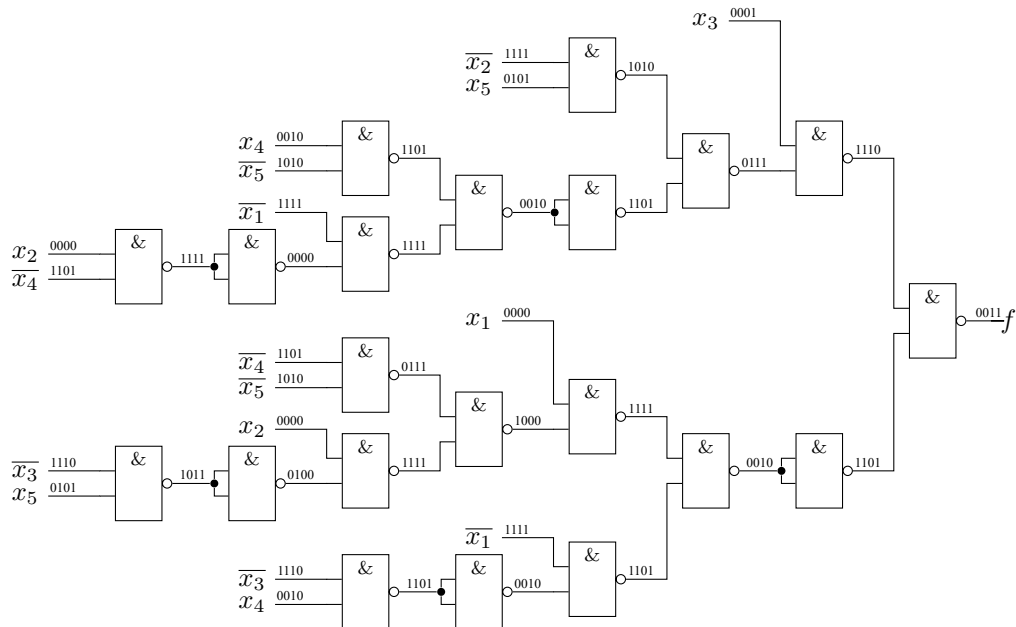 x₃ 0001
& & &
x̅₂ 1111
x₅ 0101
1010
& & &
x₄ 0010
x̅₅ 1010
1101
0111
1110
& &
x̅₁ 1111
0010
1101
& & &
x₂ 0000
x̅₄ 1101
1111
0000
1111
&
x₁ 0000
0011 f
& &
x̅₄ 1101
x̅₅ 1010
0111
1111
&
x₂ 0000
1000
& & & & &
x̅₃ 1110
x₅ 0101
1011
0100
1111
0010
1101
x̅₁ 1111
& & &
x̅₃ 1110
x₄ 0010
1101
0010
1101